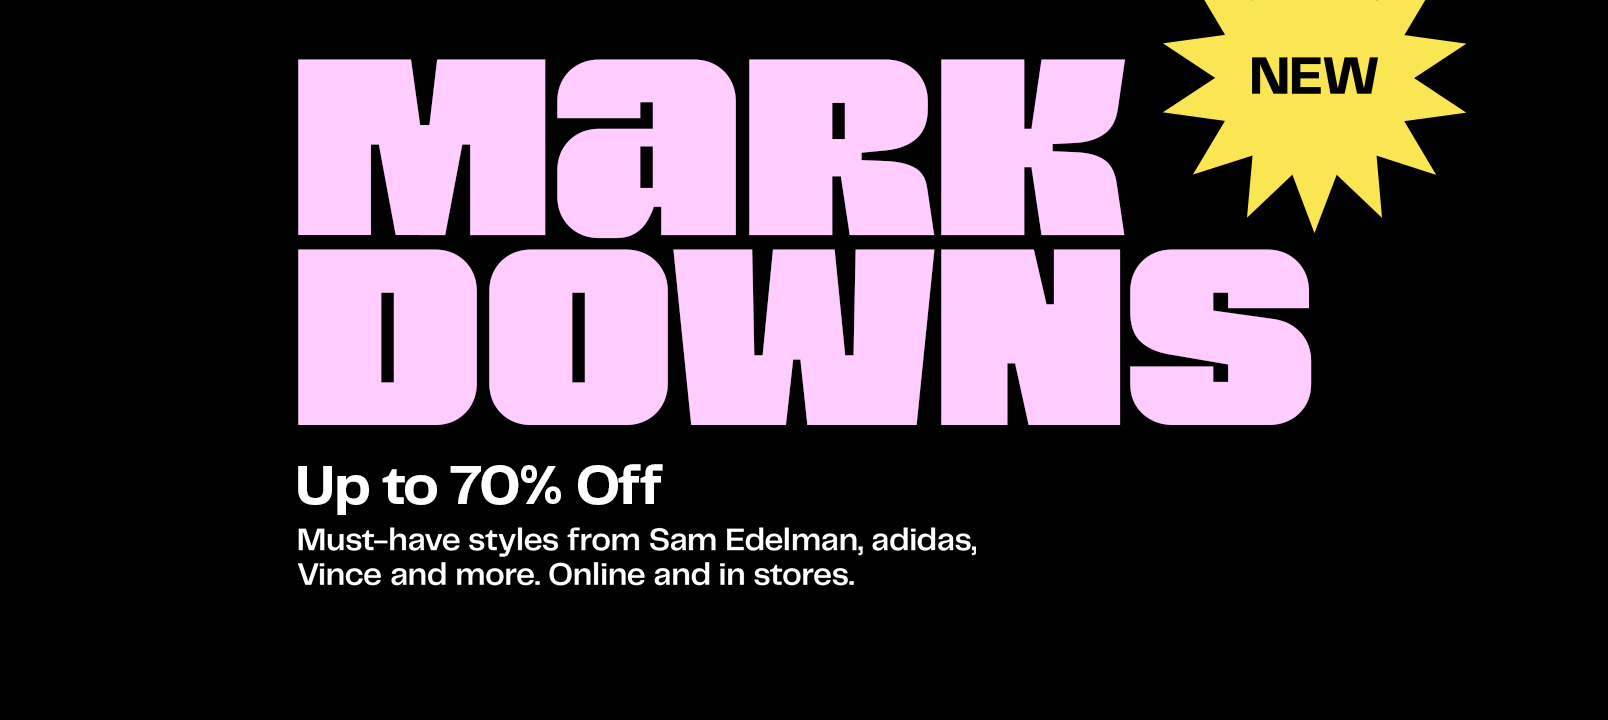 MaRK
DOWNS
NEW
Up to 70% Off
Must-have styles from Sam Edelman, adidas,
Vince and more. Online and in stores.